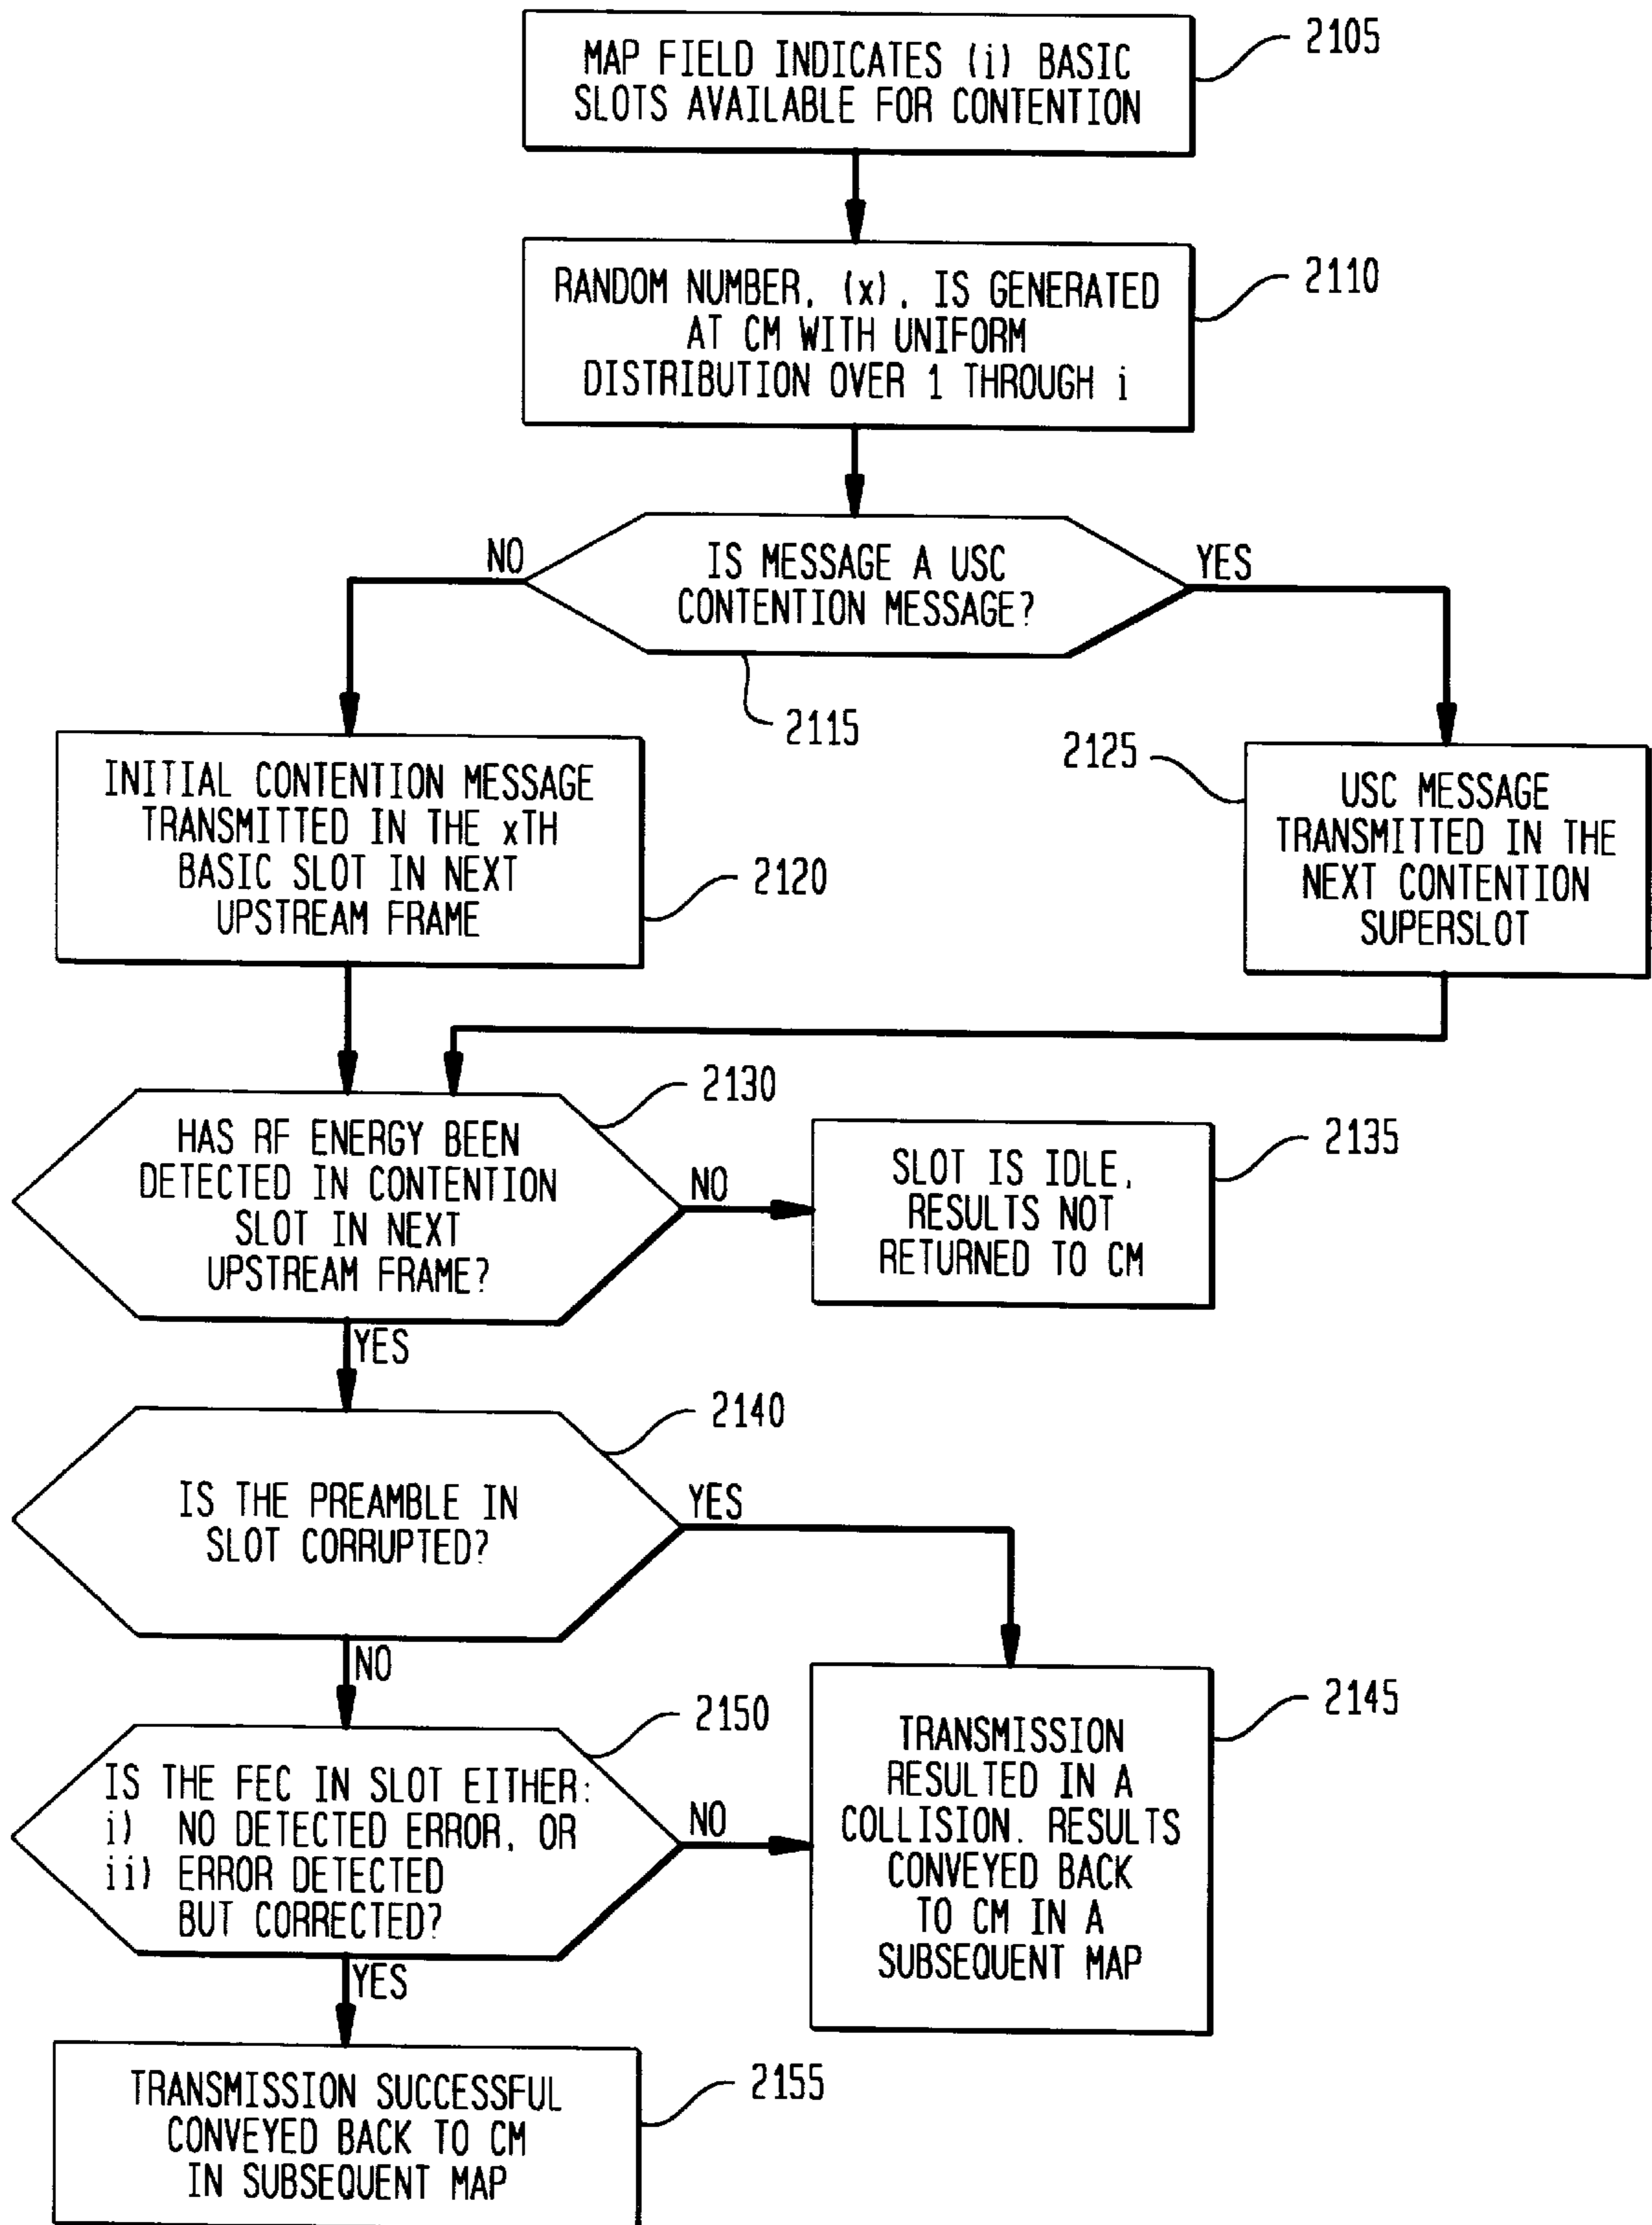 MAP FIELD INDICATES (i) BASIC
SLOTS AVAILABLE FOR CONTENTION
2105
RANDOM NUMBER, (x), IS GENERATED
AT CM WITH UNIFORM
DISTRIBUTION OVER 1 THROUGH i
2110
IS MESSAGE A USC
CONTENTION MESSAGE?
NO
YES
2115
INITIAL CONTENTION MESSAGE
TRANSMITTED IN THE xTH
BASIC SLOT IN NEXT
UPSTREAM FRAME
2120
2125
USC MESSAGE
TRANSMITTED IN THE
NEXT CONTENTION
SUPERSLOT
2130
HAS RF ENERGY BEEN
DETECTED IN CONTENTION
SLOT IN NEXT
UPSTREAM FRAME?
NO
YES
SLOT IS IDLE,
RESULTS NOT
RETURNED TO CM
2135
2140
IS THE PREAMBLE IN
SLOT CORRUPTED?
YES
NO
2150
IS THE FEC IN SLOT EITHER:
i) NO DETECTED ERROR, OR
ii) ERROR DETECTED
BUT CORRECTED?
NO
YES
TRANSMISSION
RESULTED IN A
COLLISION. RESULTS
CONVEYED BACK
TO CM IN A
SUBSEQUENT MAP
2145
TRANSMISSION SUCCESSFUL
CONVEYED BACK TO CM
IN SUBSEQUENT MAP
2155